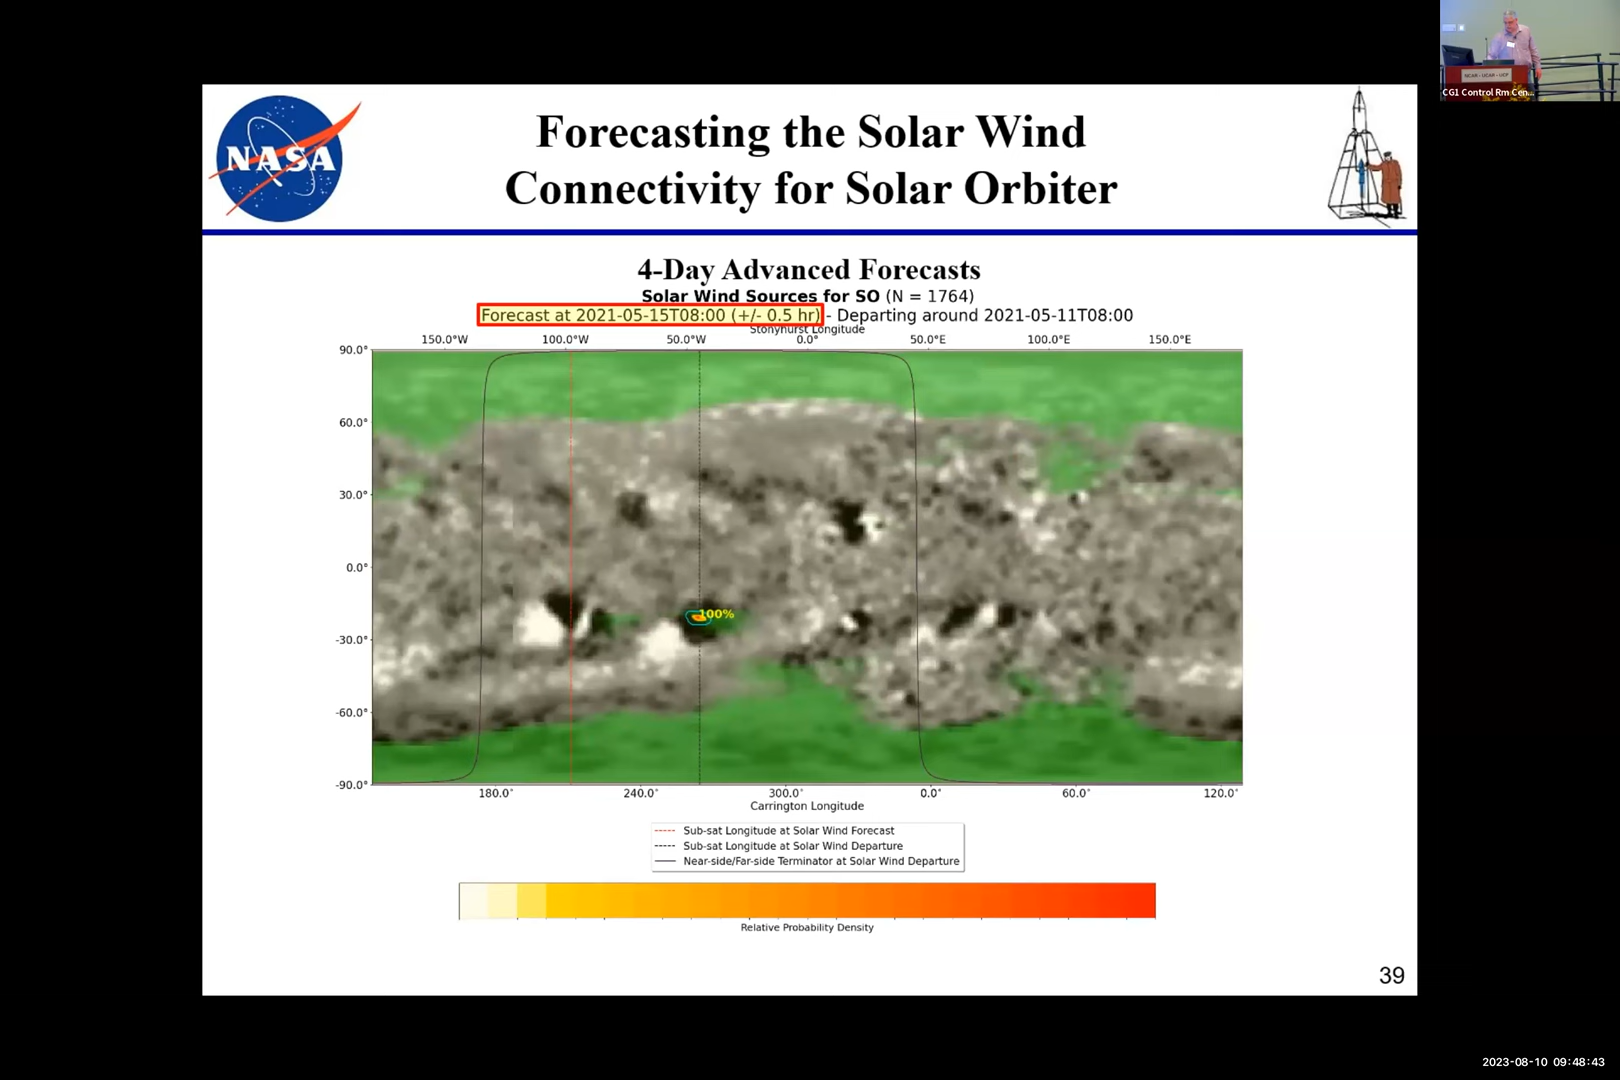 NASA
Forecasting the Solar Wind
Connectivity for Solar Orbiter
4-Day Advanced Forecasts
Solar Wind Sources for SO (N = 1764)
Forecast at 2021-05-15T08:00 (+/- 0.5 hr) - Departing around 2021-05-11T08:00
Stonyhurst Longitude
150.0°W 100.0°W 50.0°W 0.0° 50.0°E 100.0°E 150.0°E
90.0°
60.0°
30.0°
0.0°
100%
-30.0°
-60.0°
-90.0°
180.0° 240.0° 300.0° 0.0° 60.0° 120.0°
Carrington Longitude
Sub-sat Longitude at Solar Wind Forecast
Sub-sat Longitude at Solar Wind Departure
Near-side/Far-side Terminator at Solar Wind Departure
Relative Probability Density
39
CG1 Control Rm Cen...
2023-08-10 09:48:43